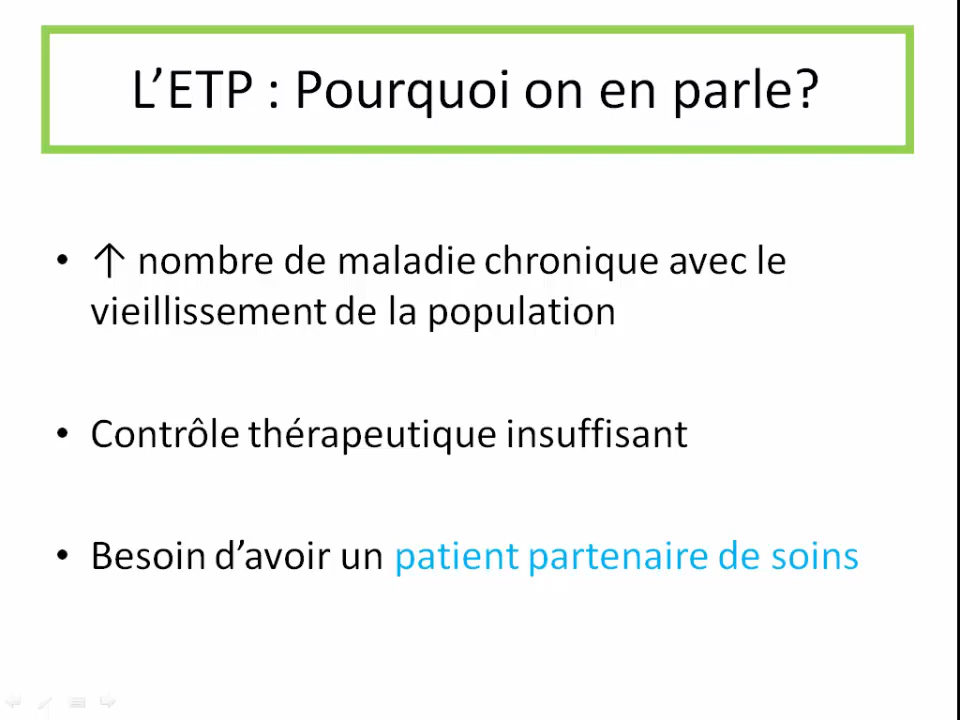 L’ETP : Pourquoi on en parle?
• ↑ nombre de maladie chronique avec le
vieillissement de la population
• Contrôle thérapeutique insuffisant
• Besoin d’avoir un patient partenaire de soins